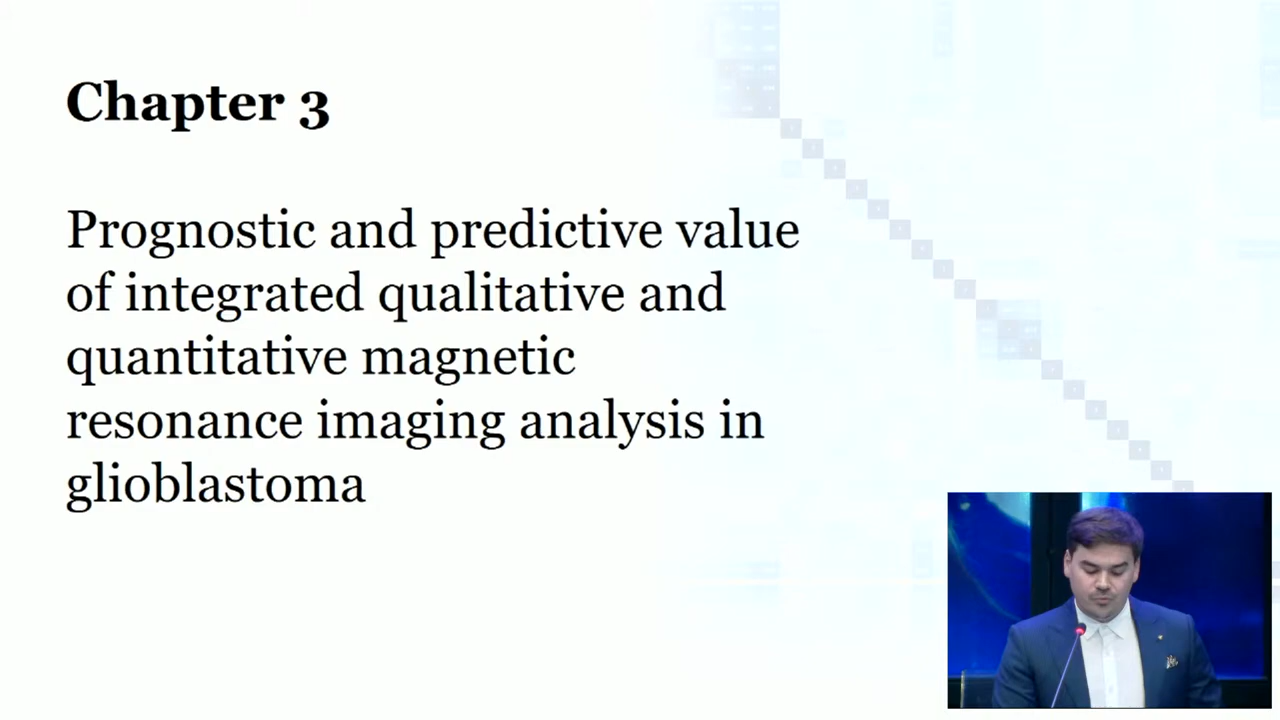 Chapter 3
Prognostic and predictive value
of integrated qualitative and
quantitative magnetic
resonance imaging analysis in
glioblastoma